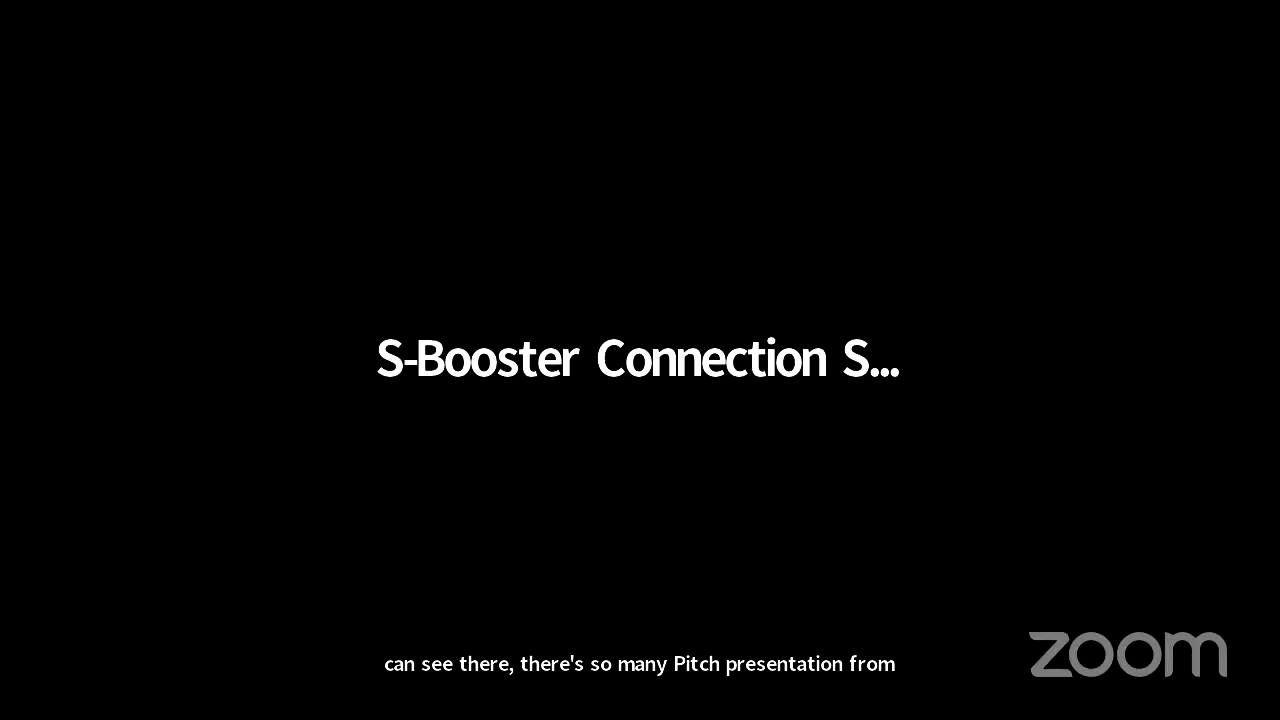 S-Booster Connection S...
can see there, there's so many Pitch presentation from
zoom